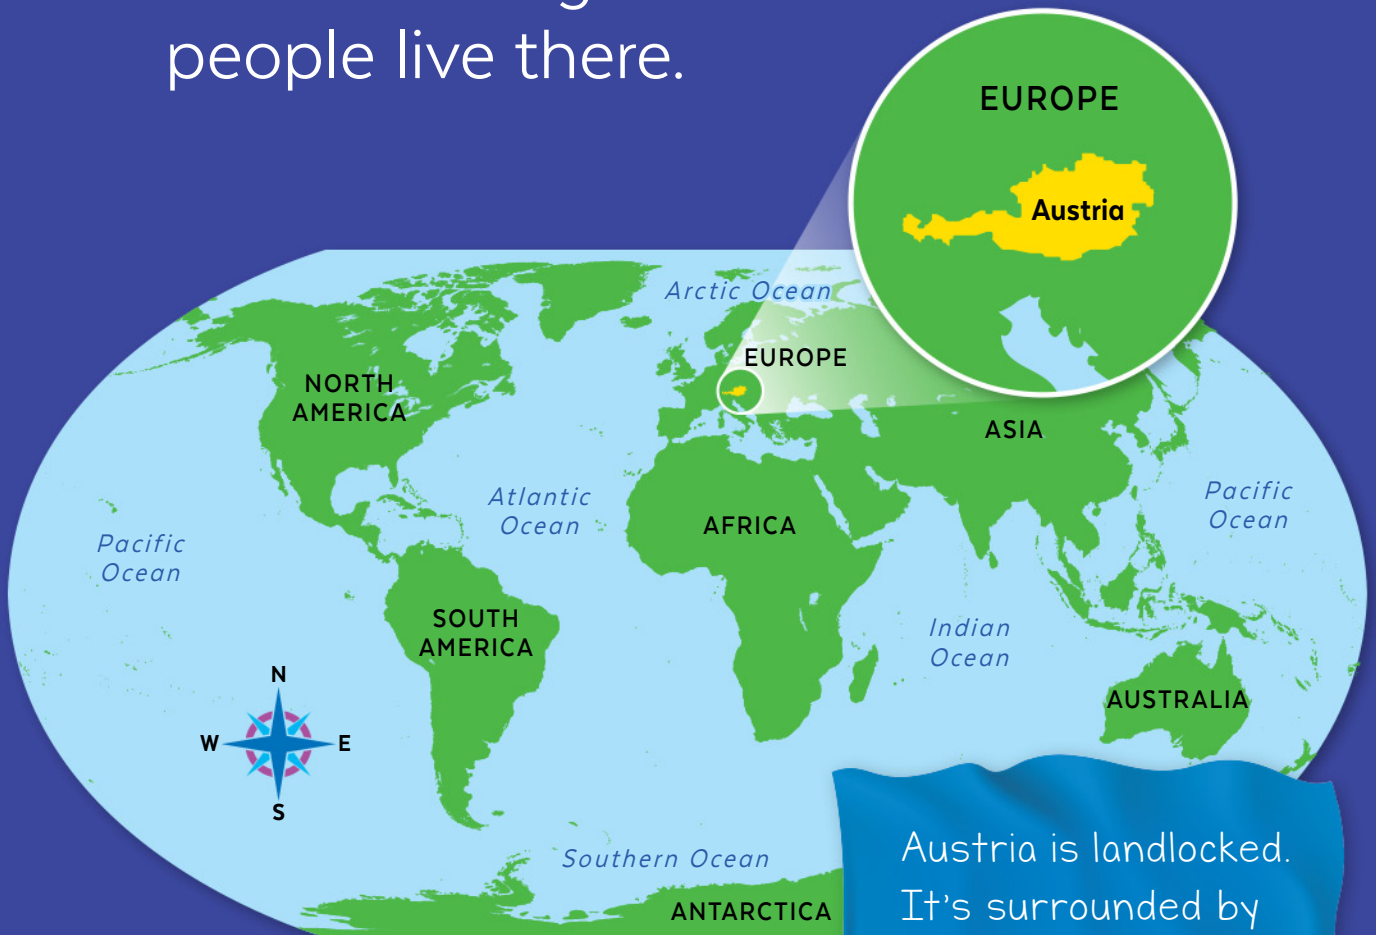 people live there.
EUROPE
Austria
Arctic Ocean
EUROPE
NORTH
AMERICA
ASIA
Atlantic
Ocean
Pacific
Ocean
AFRICA
Pacific
Ocean
SOUTH
AMERICA
Indian
Ocean
N
W E
S
AUSTRALIA
Southern Ocean
ANTARCTICA
Austria is landlocked.
It's surrounded by